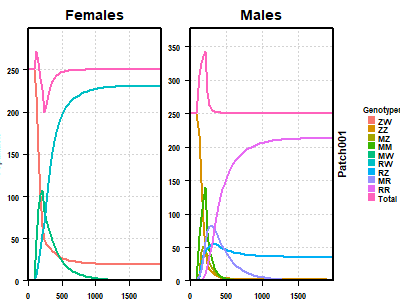 Females
Males
250
200
150
100
50
0
0
500
1000
1500
350
300
250
200
150
100
50
0
0
500
1000
1500
Patch001
Genotypes
ZW
ZZ
MZ
MM
MW
RW
RZ
MR
RR
Total